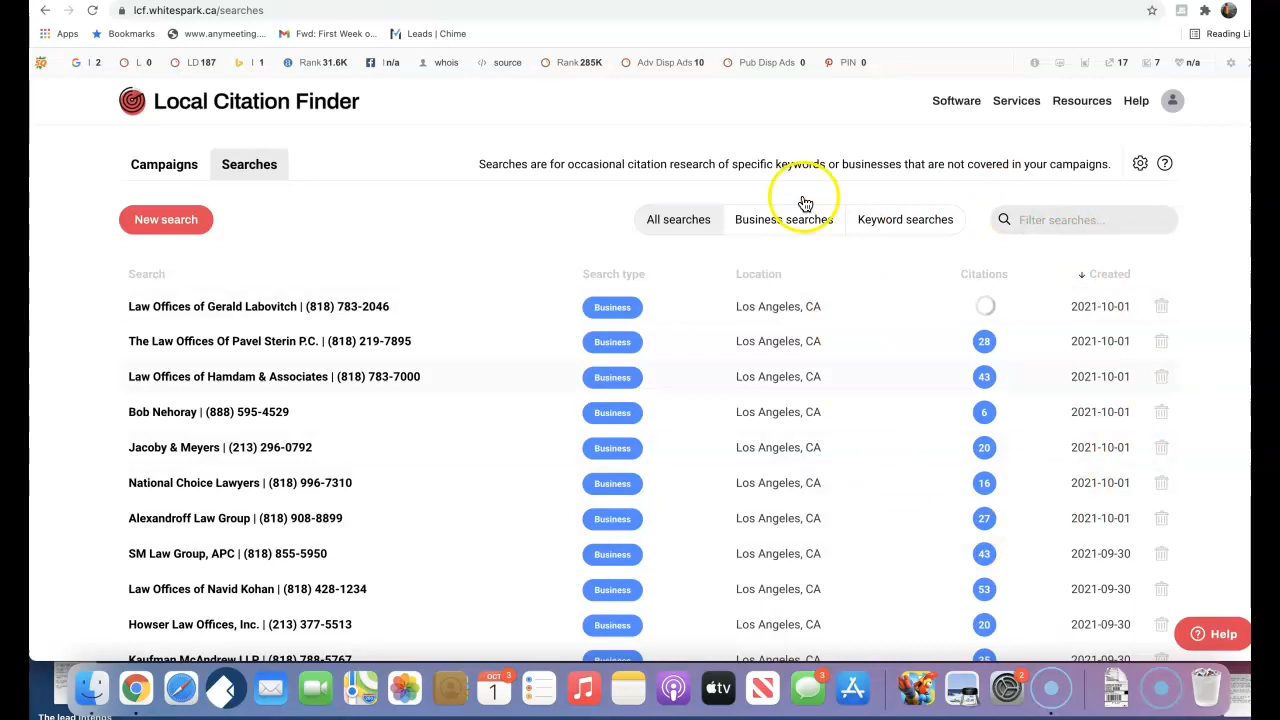 lcf.whitespark.ca/searches
Apps Bookmarks www.anymeeting.... Fwd: First Week o... Leads | Chime Reading Li
I 2 L 0 LD 187 I 1 Rank 31.6K n/a whois source Rank 285K Adv Disp Ads 10 Pub Disp Ads 0 PIN 0 17 7 n/a
Local Citation Finder Software Services Resources Help
Campaigns Searches Searches are for occasional citation research of specific keywords or businesses that are not covered in your campaigns.
New search All searches Business searches Keyword searches Filter searches...
Search Search type Location Citations Created
Law Offices of Gerald Labovitch | (818) 783-2046 Business Los Angeles, CA 2021-10-01
The Law Offices Of Pavel Sterin P.C. | (818) 219-7895 Business Los Angeles, CA 28 2021-10-01
Law Offices of Hamdam & Associates | (818) 783-7000 Business Los Angeles, CA 43 2021-10-01
Bob Nehoray | (888) 595-4529 Business Los Angeles, CA 6 2021-10-01
Jacoby & Meyers | (213) 296-0792 Business Los Angeles, CA 20 2021-10-01
National Choice Lawyers | (818) 996-7310 Business Los Angeles, CA 16 2021-10-01
Alexandroff Law Group | (818) 908-8899 Business Los Angeles, CA 27 2021-10-01
SM Law Group, APC | (818) 855-5950 Business Los Angeles, CA 43 2021-09-30
Law Offices of Navid Kohan | (818) 428-1234 Business Los Angeles, CA 53 2021-09-30
Howser Law Offices, Inc. | (213) 377-5513 Business Los Angeles, CA 20 2021-09-30
Kaufman McAndrew LLP | (818) 788-5767
Help
OCT 3 1 tv 3 2
The lead intends